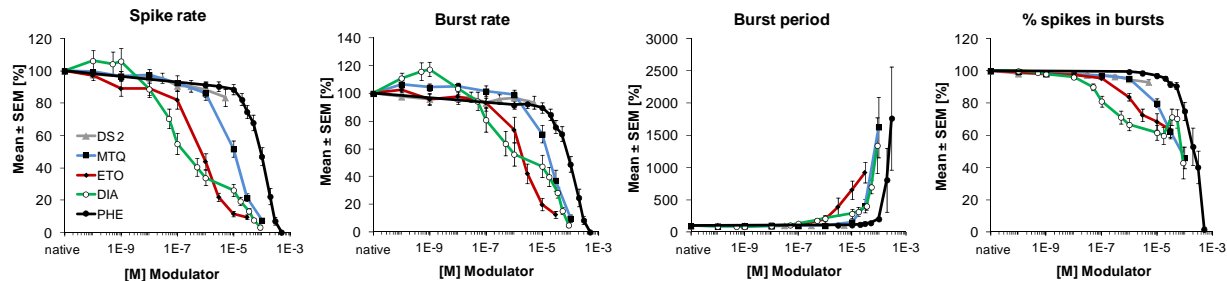 Spike rate
Mean ± SEM [%]
120
100
80
60
40
20
0
DS 2
MTQ
ETO
DIA
PHE
native 1E-9 1E-7 1E-5 1E-3
[M] Modulator
Burst rate
Mean ± SEM [%]
140
120
100
80
60
40
20
0
native 1E-9 1E-7 1E-5 1E-3
[M] Modulator
Burst period
Mean ± SEM [%]
3000
2500
2000
1500
1000
500
0
native 1E-9 1E-7 1E-5 1E-3
[M] Modulator
% spikes in bursts
Mean ± SEM [%]
120
100
80
60
40
20
0
native 1E-9 1E-7 1E-5 1E-3
[M] Modulator